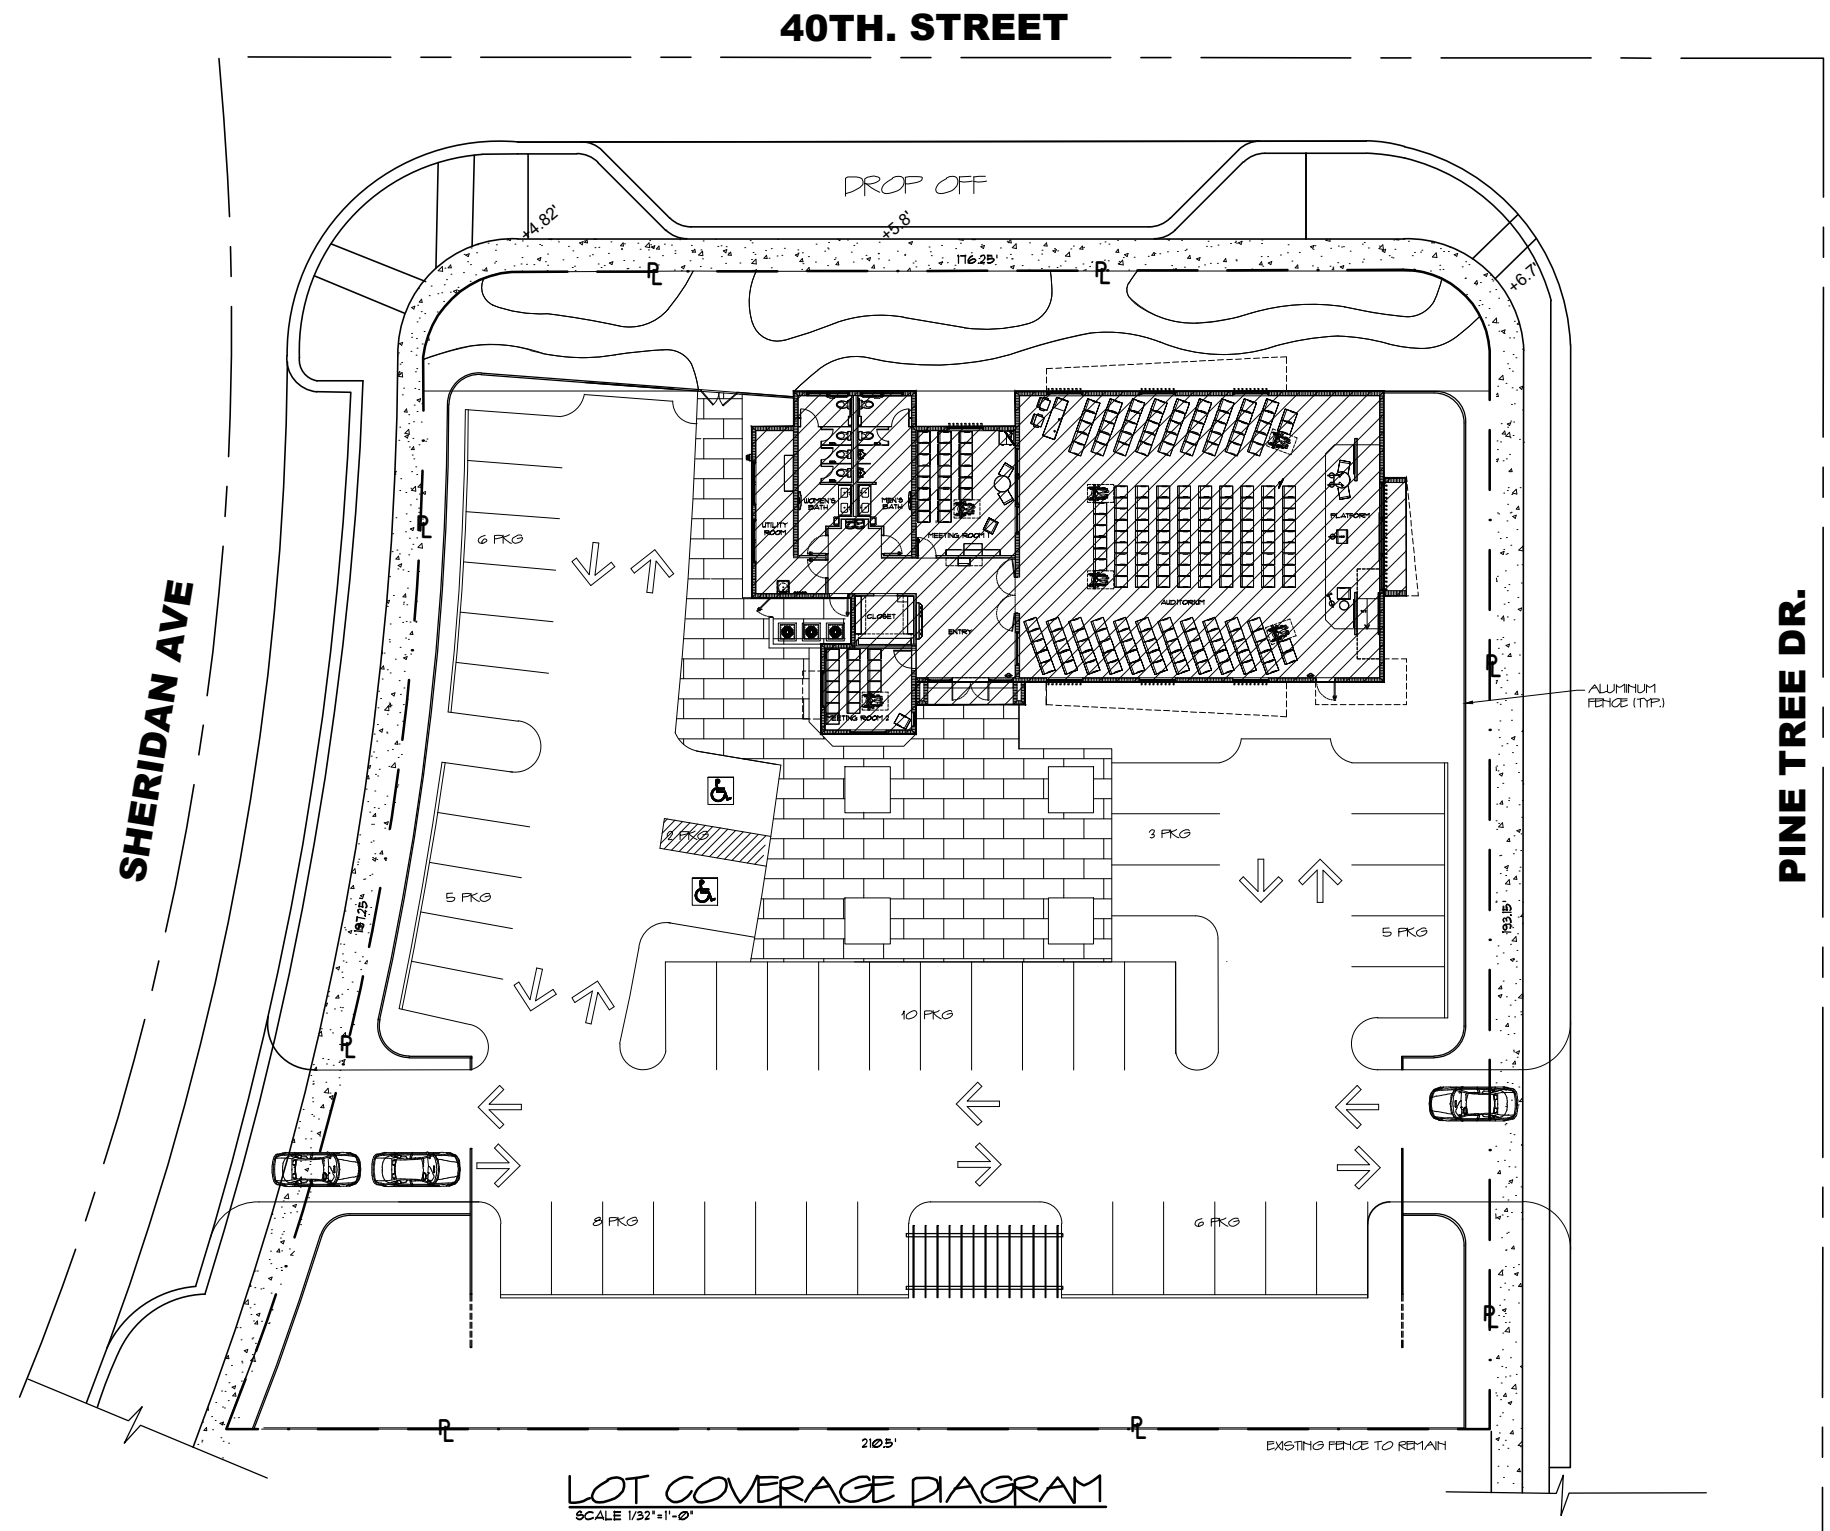 40TH. STREET
DROP OFF
+4.82'
+5.8'
+6.7'
176.25'
PL
PL
PL
6 PKG
WOMEN'S
BATH
MEN'S
BATH
UTILITY
ROOM
MEETING ROOM 1
PLATFORM
AUDITORIUM
CLOSET
ENTRY
MEETING ROOM 2
SHERIDAN AVE
PINE TREE DR.
PL
ALUMINUM
FENCE (TYP.)
2 PKG
3 PKG
5 PKG
197.25'
193.15'
5 PKG
10 PKG
PL
8 PKG
6 PKG
PL
PL
PL
210.5'
EXISTING FENCE TO REMAIN
LOT COVERAGE DIAGRAM
SCALE 1/32"=1'-0"